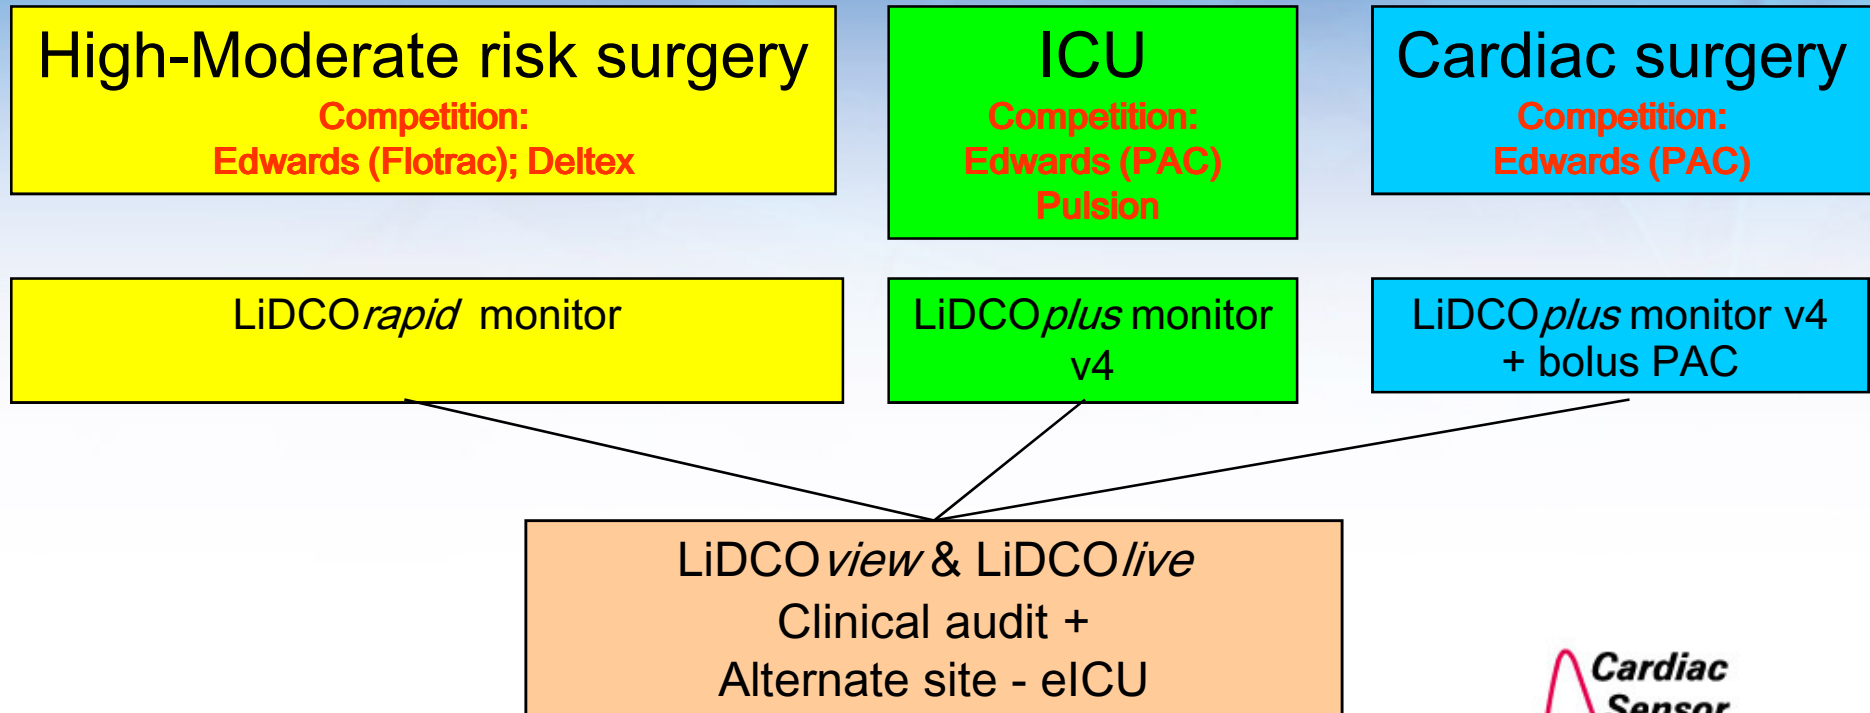 High-Moderate risk surgery
Competition:
Edwards (Flotrac); Deltex
ICU
Competition:
Edwards (PAC)
Pulsion
Cardiac surgery
Competition:
Edwards (PAC)
LiDCOrapid monitor
LiDCOplus monitor
v4
LiDCOplus monitor v4
+ bolus PAC
LiDCOview & LiDCOlive
Clinical audit +
Alternate site - eICU
Cardiac
Sensor